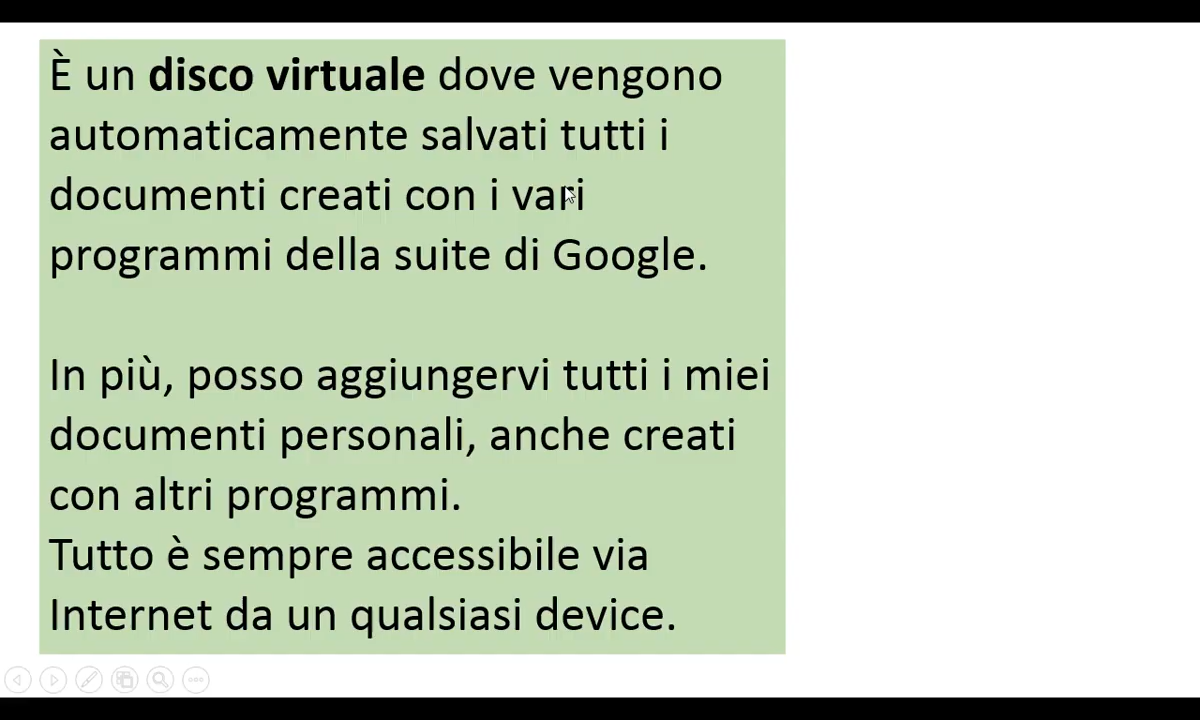 È un disco virtuale dove vengono
automaticamente salvati tutti i
documenti creati con i vari
programmi della suite di Google.
In più, posso aggiungervi tutti i miei
documenti personali, anche creati
con altri programmi.
Tutto è sempre accessibile via
Internet da un qualsiasi device.